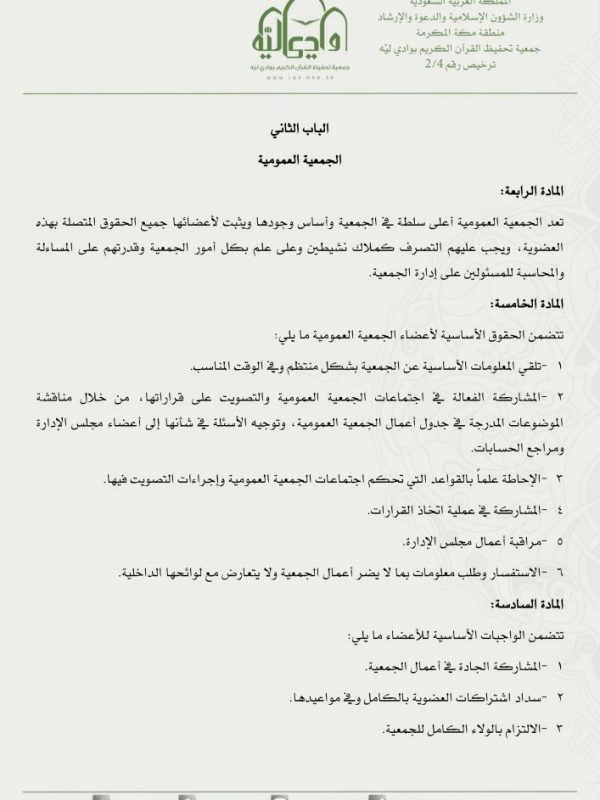 المملكة العربية السعودية
وزارة الشؤون الإسلامية والدعوة والإرشاد
منطقة مكة المكرمة
جمعية تحفيظ القرآن الكريم بوادي ليّه
ترخيص رقم 2/4
وادي ليّه
جمعية تحفيظ القرآن الكريم بوادي ليه
WWW.LQS.ORG.SA
الباب الثاني
الجمعية العمومية
المادة الرابعة:
تعد الجمعية العمومية أعلى سلطة في الجمعية وأساس وجودها ويثبت لأعضائها جميع الحقوق المتصلة بهذه
العضوية، ويجب عليهم التصرف كملاك نشيطين وعلى علم بكل أمور الجمعية وقدرتهم على المساءلة
والمحاسبة للمسئولين على إدارة الجمعية.
المادة الخامسة:
تتضمن الحقوق الأساسية لأعضاء الجمعية العمومية ما يلي:
١ -تلقي المعلومات الأساسية عن الجمعية بشكل منتظم وفي الوقت المناسب.
٢ -المشاركة الفعالة في اجتماعات الجمعية العمومية والتصويت على قراراتها، من خلال مناقشة
الموضوعات المدرجة في جدول أعمال الجمعية العمومية، وتوجيه الأسئلة في شأنها إلى أعضاء مجلس الإدارة
ومراجع الحسابات.
٣ -الإحاطة علماً بالقواعد التي تحكم اجتماعات الجمعية العمومية وإجراءات التصويت فيها.
٤ -المشاركة في عملية اتخاذ القرارات.
٥ -مراقبة أعمال مجلس الإدارة.
٦ -الاستفسار وطلب معلومات بما لا يضر أعمال الجمعية ولا يتعارض مع لوائحها الداخلية.
المادة السادسة:
تتضمن الواجبات الأساسية للأعضاء ما يلي:
١ -المشاركة الجادة في أعمال الجمعية.
٢ -سداد اشتراكات العضوية بالكامل وفي مواعيدها.
٣ -الالتزام بالولاء الكامل للجمعية.